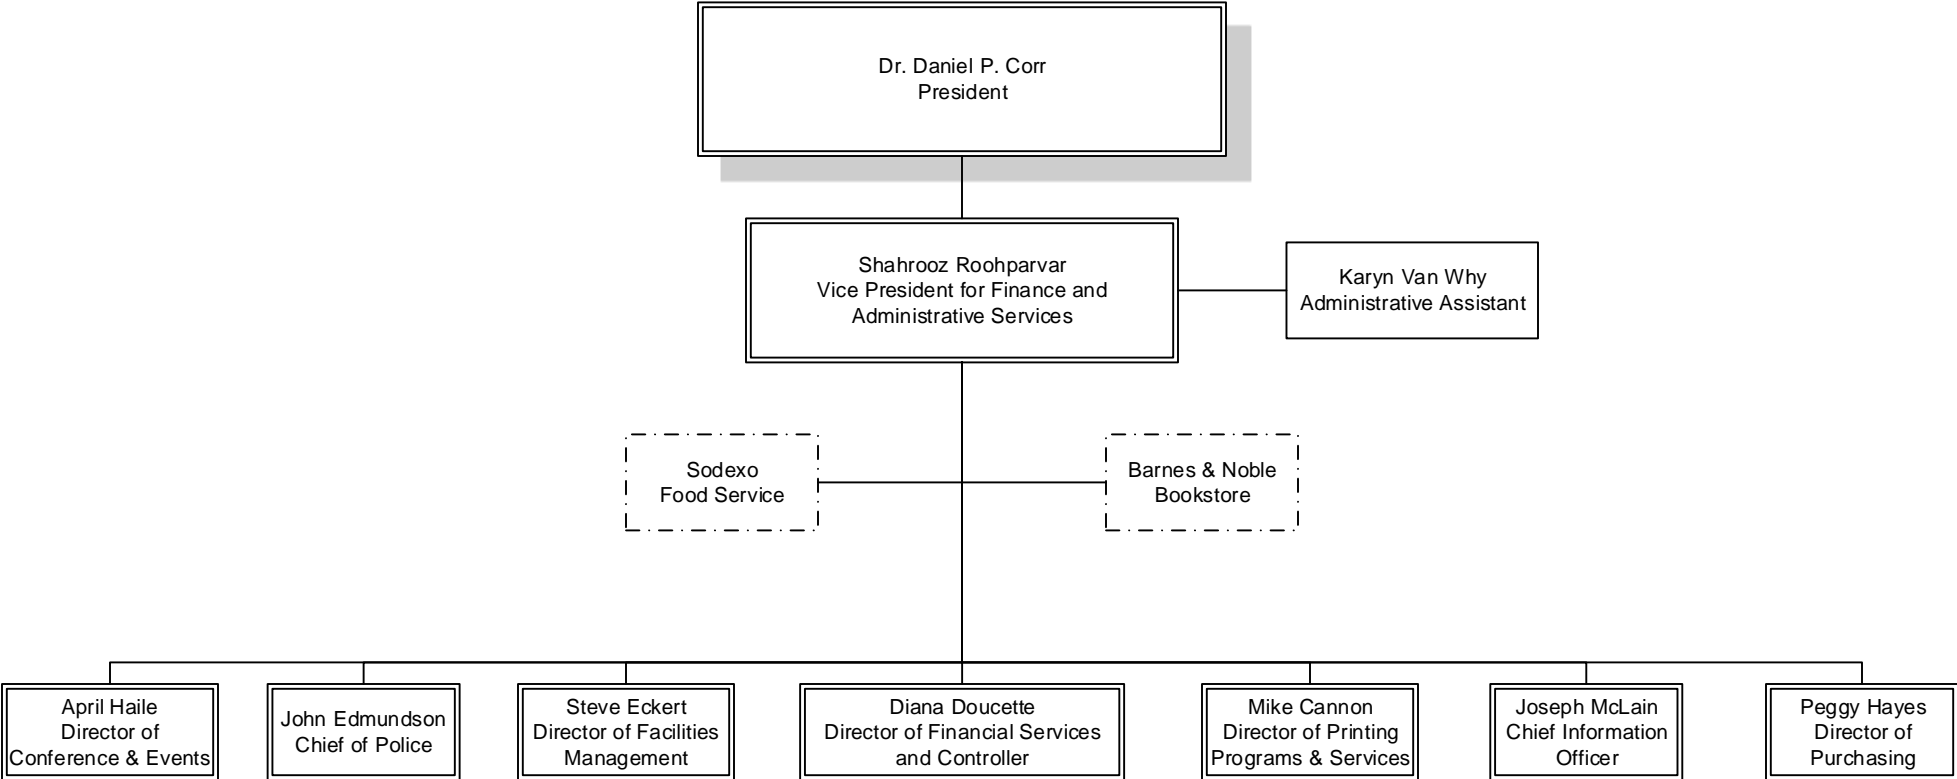 Dr. Daniel P. Corr
President
Shahrooz Roohparvar
Vice President for Finance and
Administrative Services
Karyn Van Why
Administrative Assistant
Sodexo
Food Service
Barnes & Noble
Bookstore
April Haile
Director of
Conference & Events
John Edmundson
Chief of Police
Steve Eckert
Director of Facilities
Management
Diana Doucette
Director of Financial Services
and Controller
Mike Cannon
Director of Printing
Programs & Services
Joseph McLain
Chief Information
Officer
Peggy Hayes
Director of
Purchasing